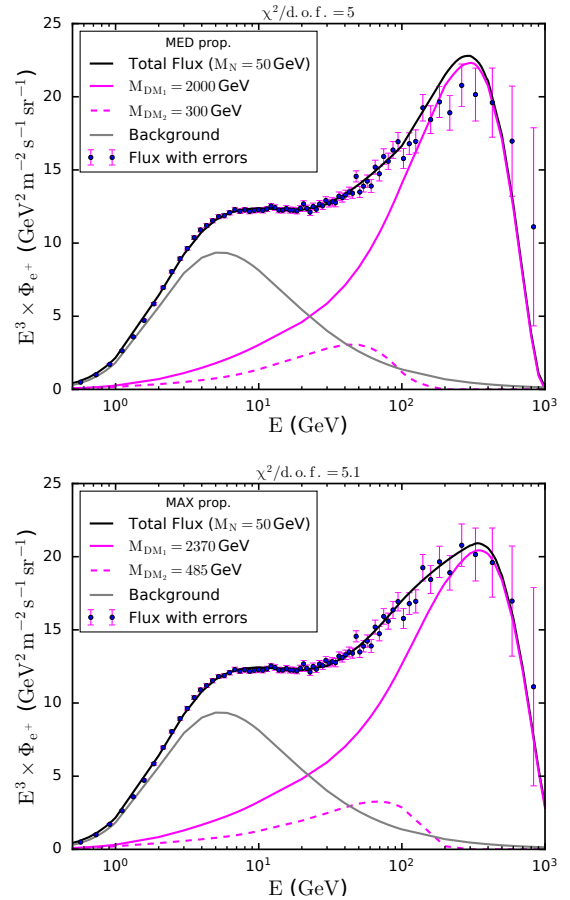 χ²/d.o.f. = 5
MED prop.
Total Flux (M_N = 50 GeV)
M_DM₁ = 2000 GeV
M_DM₂ = 300 GeV
Background
Flux with errors
E³ × Φ_e⁺ (GeV² m⁻² s⁻¹ sr⁻¹)
25
20
15
10
5
0
10⁰ 10¹ 10² 10³
E (GeV)
χ²/d.o.f. = 5.1
MAX prop.
Total Flux (M_N = 50 GeV)
M_DM₁ = 2370 GeV
M_DM₂ = 485 GeV
Background
Flux with errors
E³ × Φ_e⁺ (GeV² m⁻² s⁻¹ sr⁻¹)
25
20
15
10
5
0
10⁰ 10¹ 10² 10³
E (GeV)